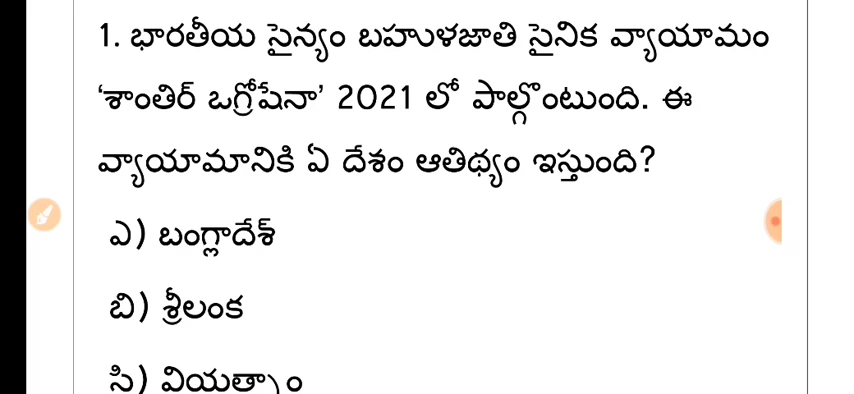 1. భారతీయ సైన్యం బహుళజాతి సైనిక వ్యాయామం
‘శాంతిర్ ఒగ్రోషేనా’ 2021 లో పాల్గొంటుంది. ఈ
వ్యాయామానికి ఏ దేశం ఆతిథ్యం ఇస్తుంది?
ఎ) బంగ్లాదేశ్
బి) శ్రీలంక
సి) వియత్నాం